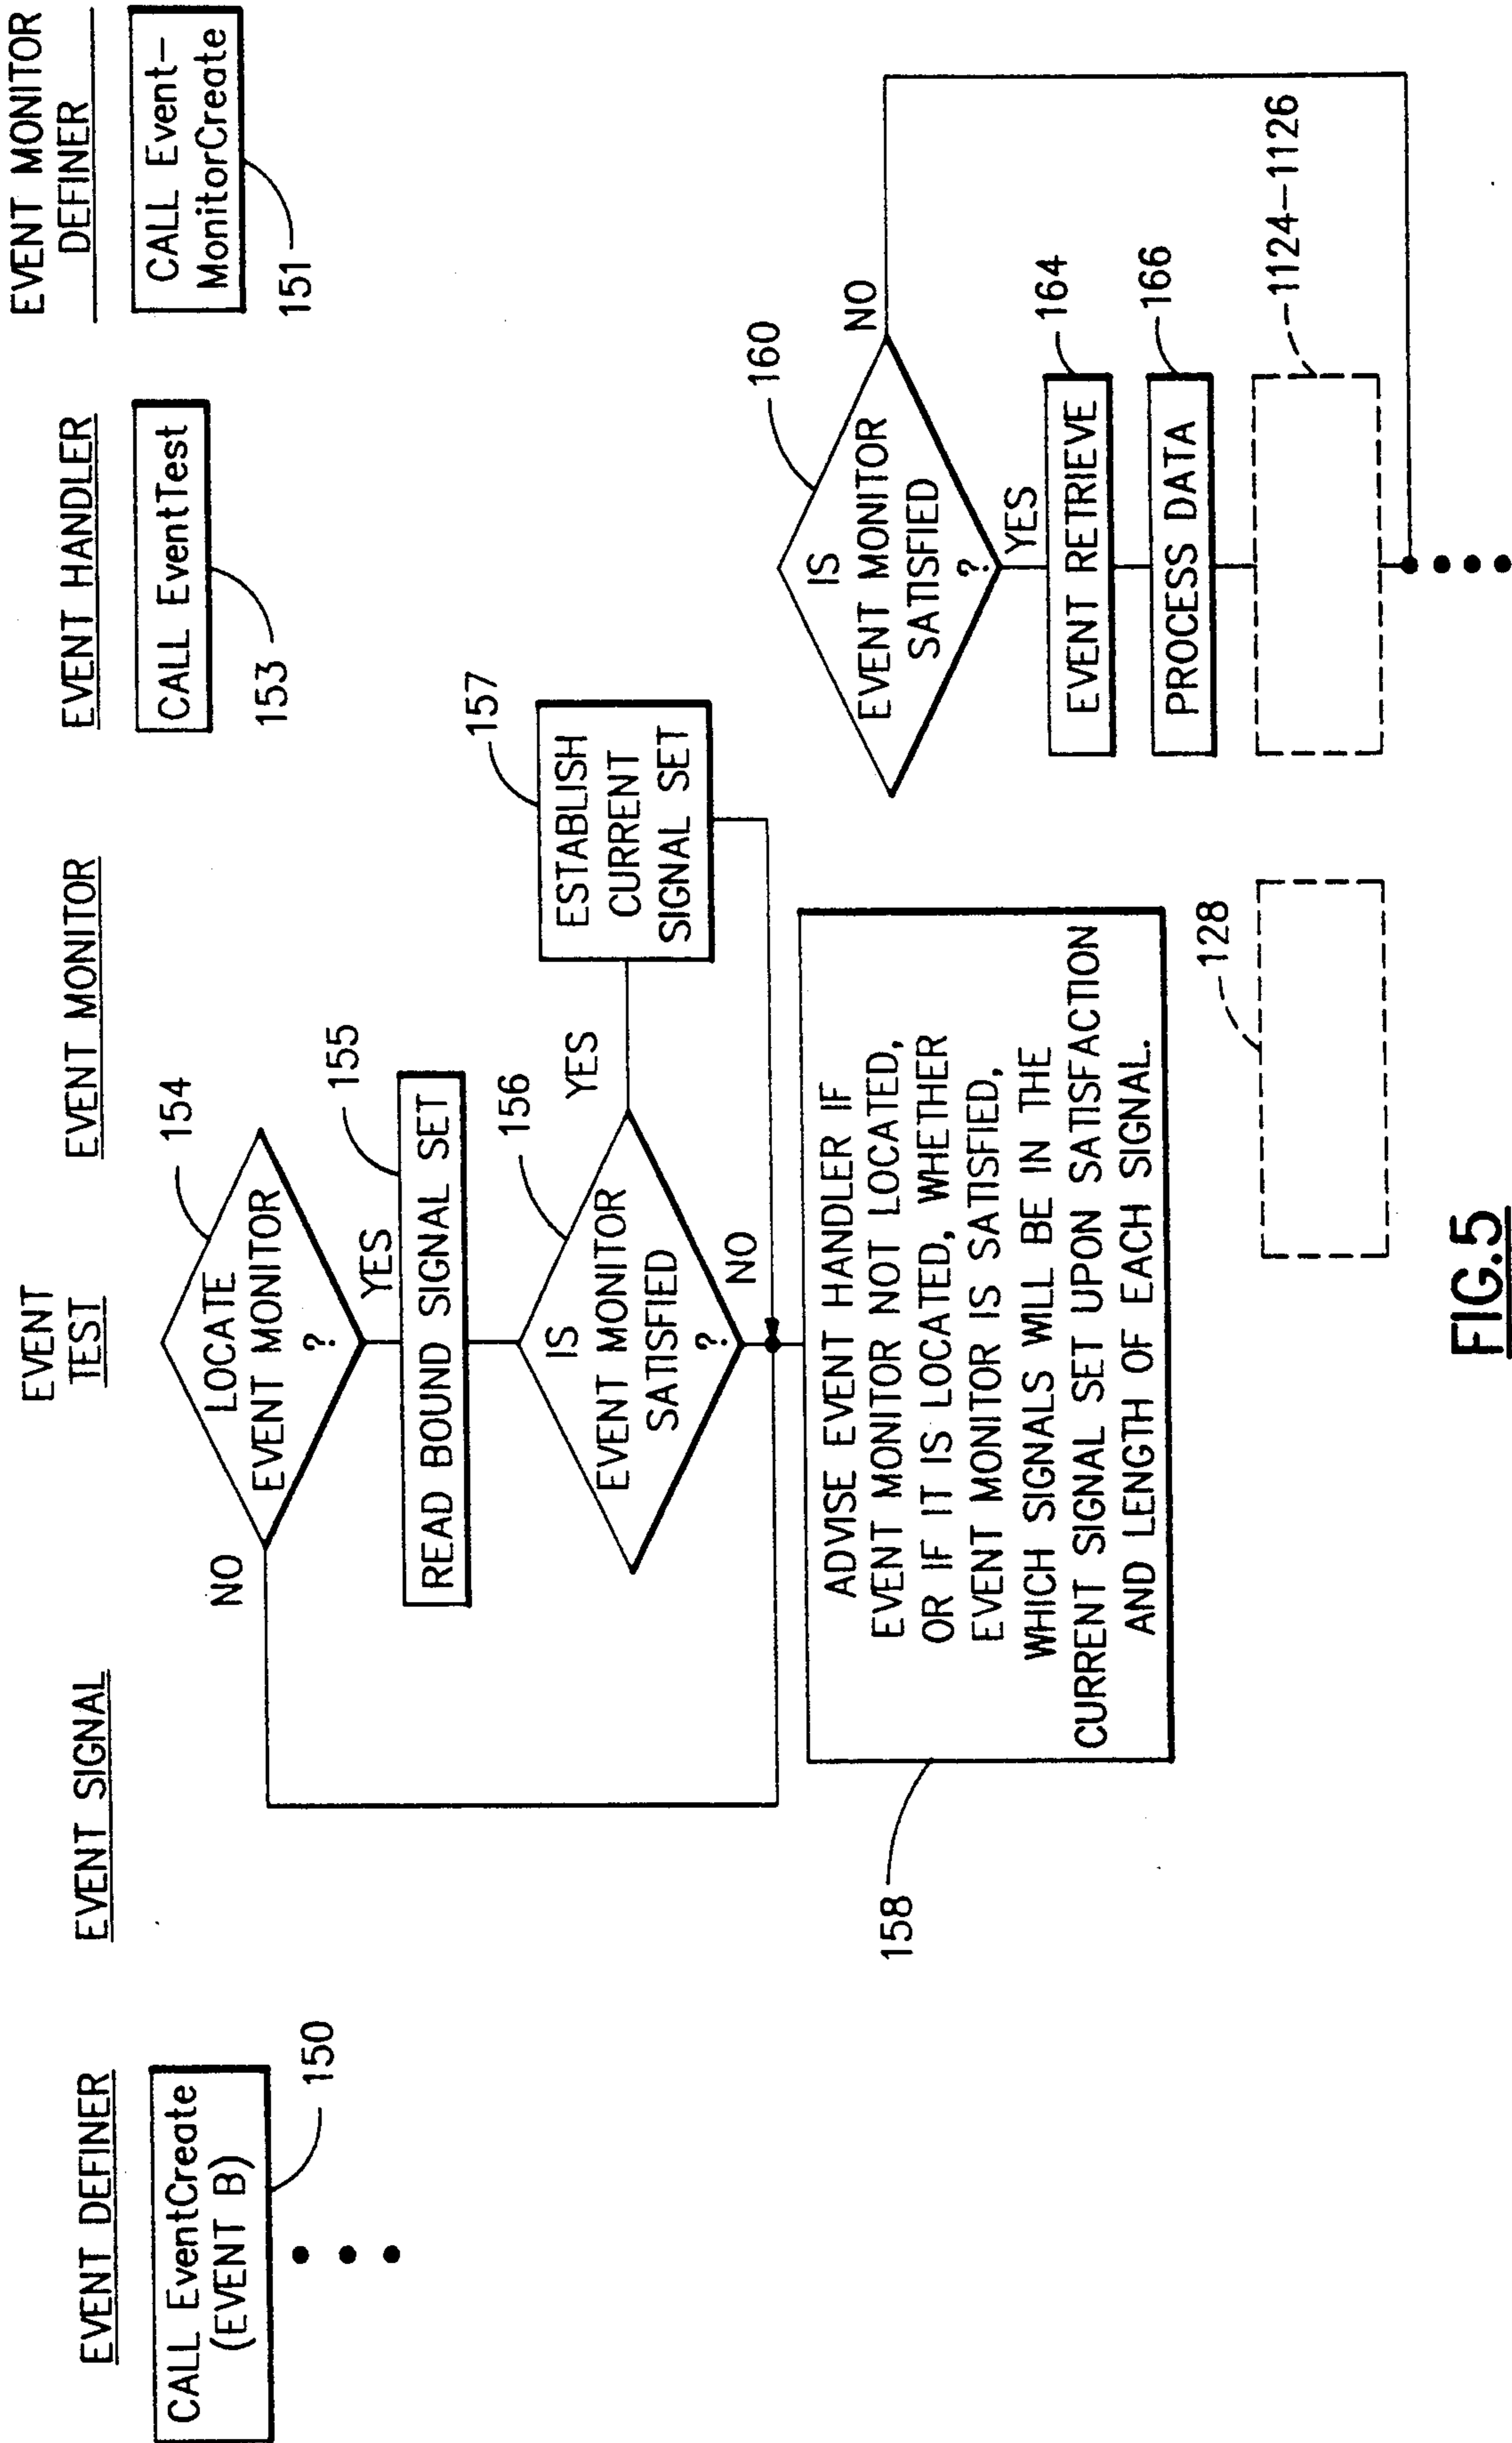 EVENT DEFINER
CALL EventCreate
(EVENT B)
150
EVENT SIGNAL
EVENT
TEST
LOCATE
EVENT MONITOR
?
154
NO
YES
READ BOUND SIGNAL SET
155
IS
EVENT MONITOR
SATISFIED
?
156
YES
NO
ESTABLISH
CURRENT
SIGNAL SET
157
ADVISE EVENT HANDLER IF
EVENT MONITOR NOT LOCATED,
OR IF IT IS LOCATED, WHETHER
EVENT MONITOR IS SATISFIED,
WHICH SIGNALS WILL BE IN THE
CURRENT SIGNAL SET UPON SATISFACTION
AND LENGTH OF EACH SIGNAL.
158
EVENT MONITOR
128
EVENT HANDLER
CALL EventTest
153
IS
EVENT MONITOR
SATISFIED
?
160
NO
YES
EVENT RETRIEVE
164
PROCESS DATA
166
1124-1126
EVENT MONITOR
DEFINER
CALL Event-
MonitorCreate
151
FIG.5